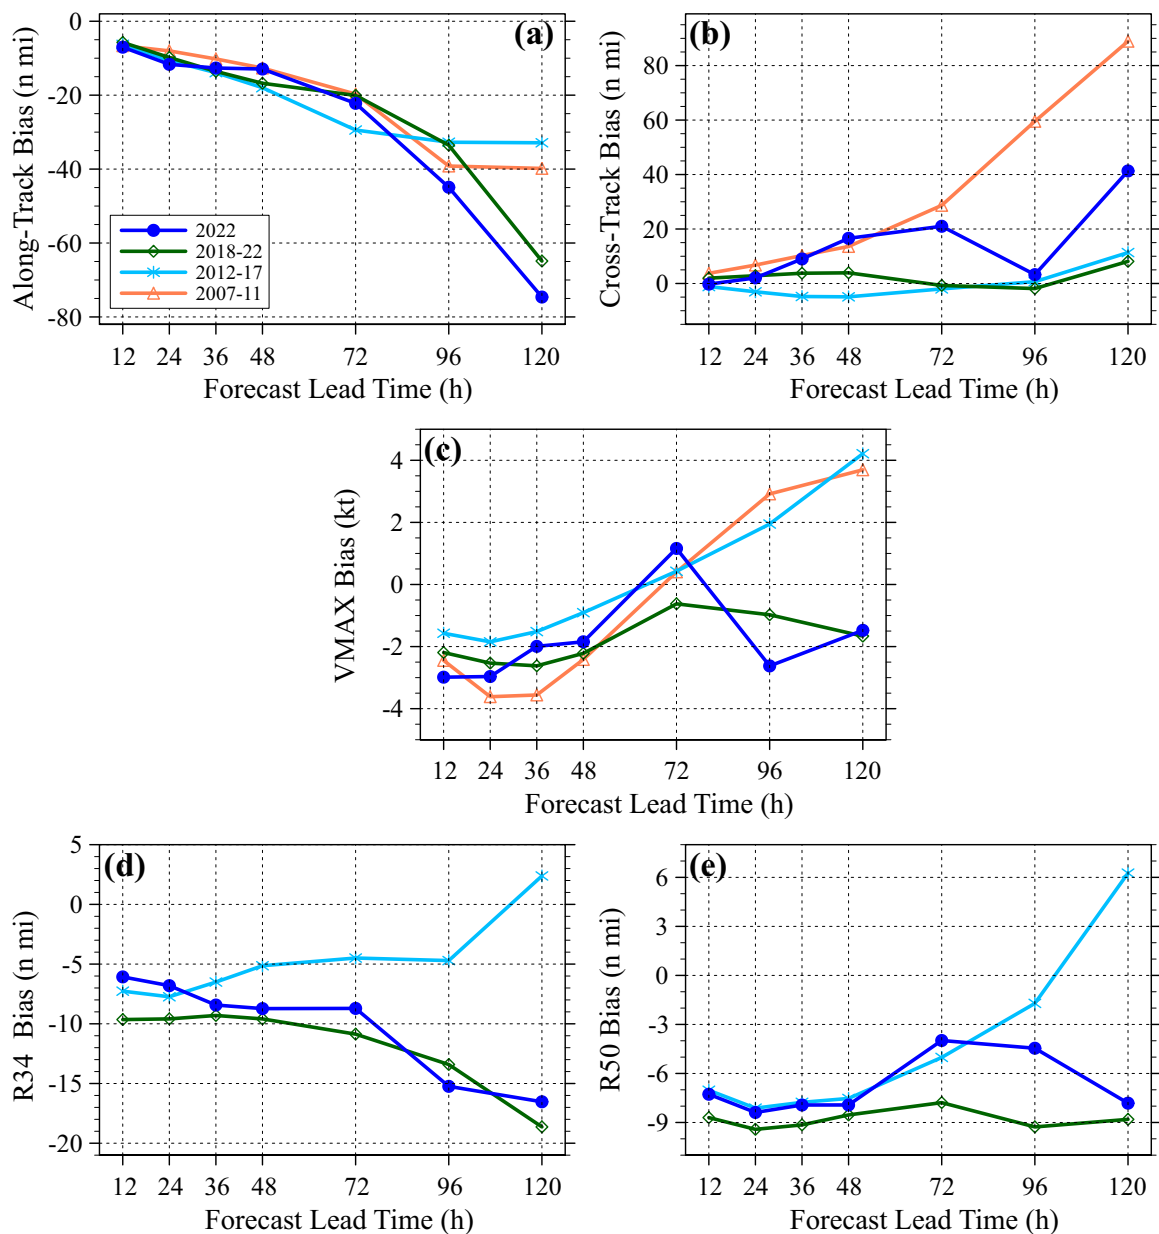 (a)
Along-Track Bias (n mi)
0
-20
-40
-60
-80
2022
2018-22
2012-17
2007-11
12 24 36 48 72 96 120
Forecast Lead Time (h)
(b)
Cross-Track Bias (n mi)
80
60
40
20
0
12 24 36 48 72 96 120
Forecast Lead Time (h)
(c)
VMAX Bias (kt)
4
2
0
-2
-4
12 24 36 48 72 96 120
Forecast Lead Time (h)
(d)
R34 Bias (n mi)
5
0
-5
-10
-15
-20
12 24 36 48 72 96 120
Forecast Lead Time (h)
(e)
R50 Bias (n mi)
6
3
0
-3
-6
-9
12 24 36 48 72 96 120
Forecast Lead Time (h)